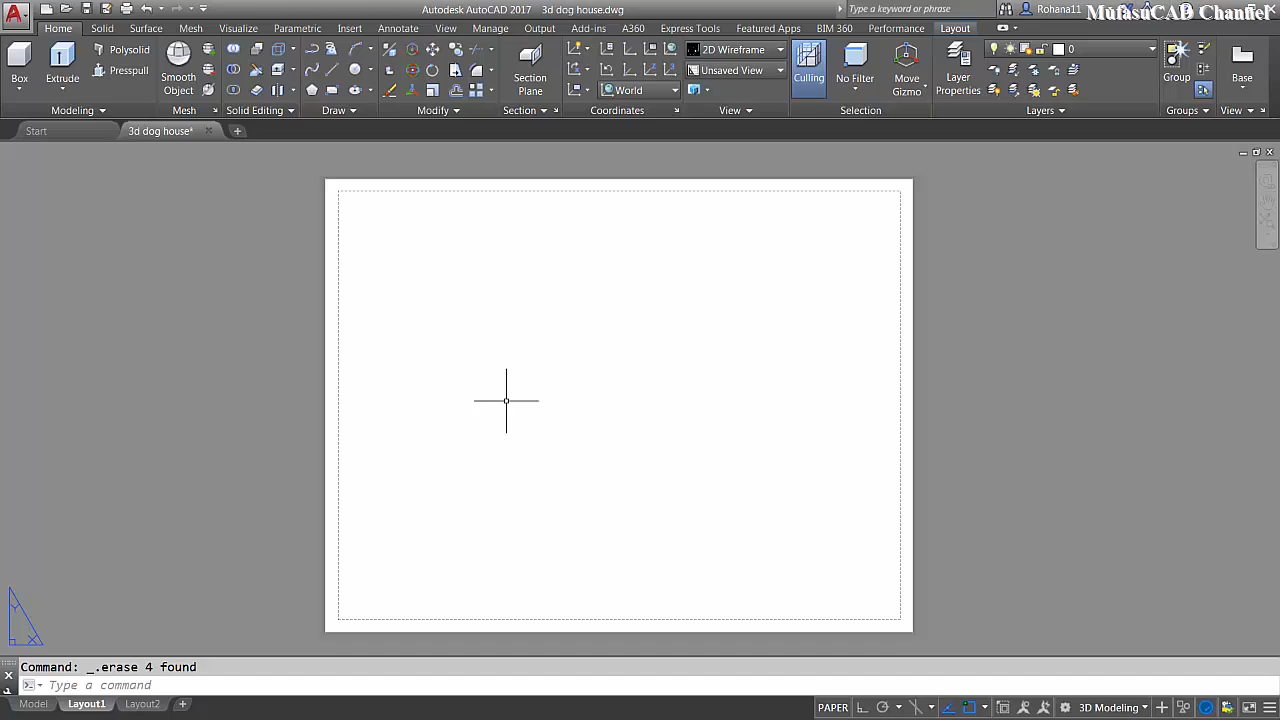 Autodesk AutoCAD 2017 3d dog house.dwg
Type a keyword or phrase
Rohana11
MufasuCAD Channel
Home Solid Surface Mesh Visualize Parametric Insert Annotate View Manage Output Add-ins A360 Express Tools Featured Apps BIM 360 Performance Layout
Box
Extrude
Polysolid
Presspull
Smooth
Object
Section
Plane
World
2D Wireframe
Unsaved View
Culling
No Filter
Move
Gizmo
Layer
Properties
0
Group
Base
Modeling Mesh Solid Editing Draw Modify Section Coordinates View Selection Layers Groups View
Start 3d dog house*
Y
X
Command: _.erase 4 found
Type a command
Model Layout1 Layout2
PAPER 3D Modeling